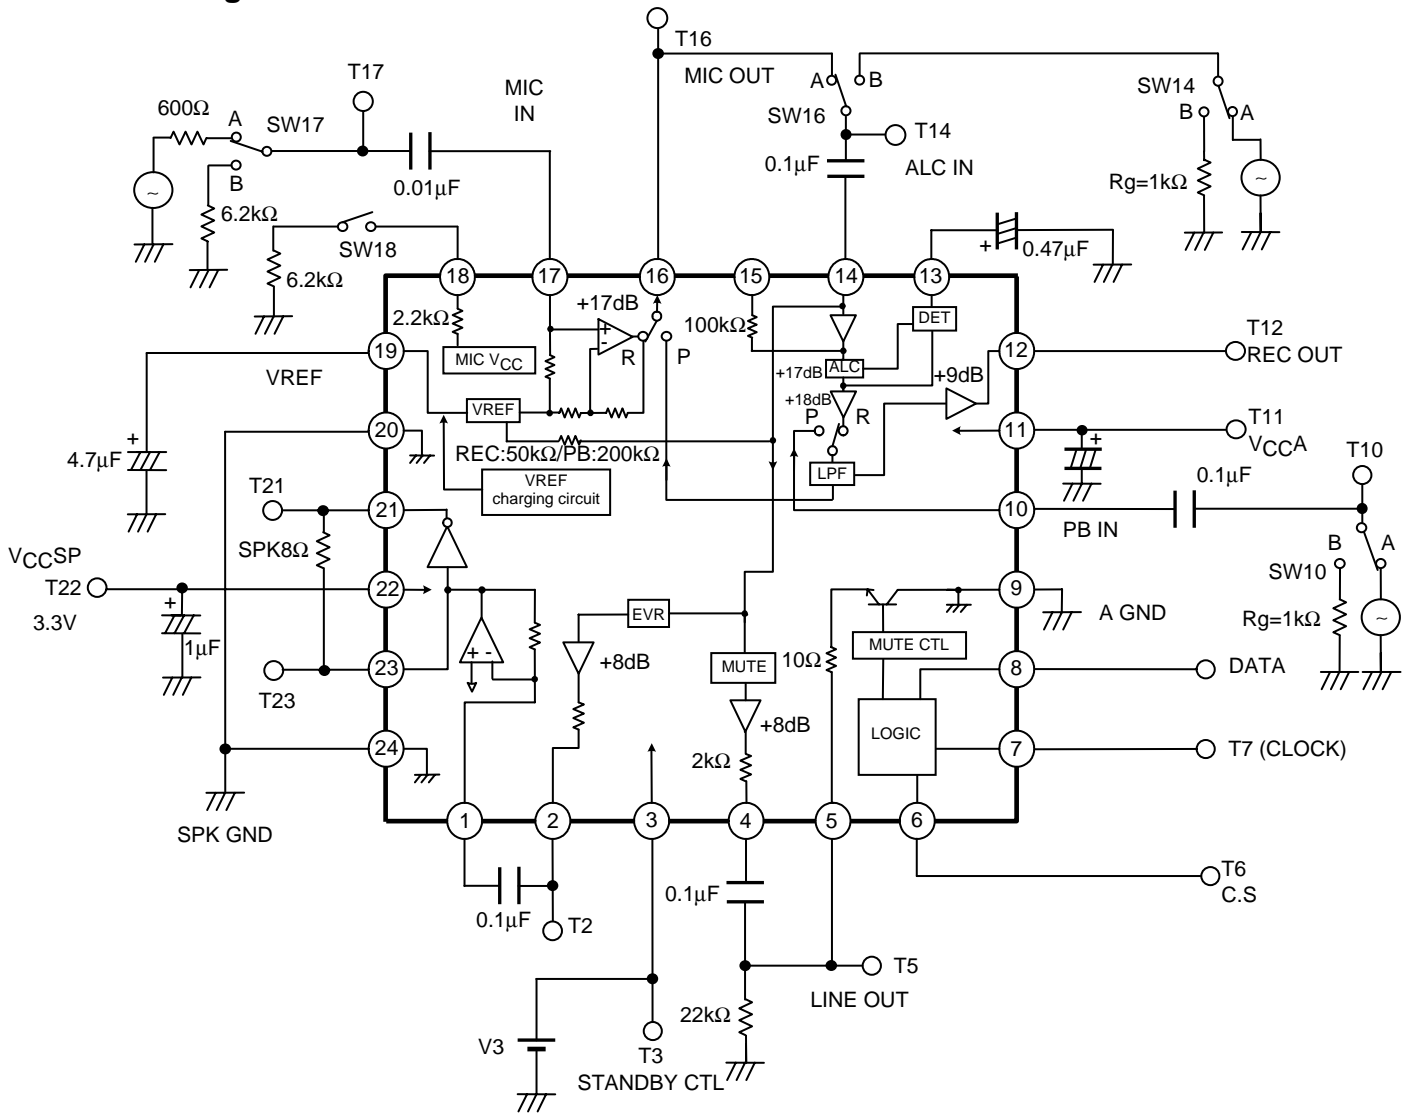 T16
MIC OUT
T17
MIC
IN
600Ω
A
SW17
B
0.01μF
6.2kΩ
SW18
6.2kΩ
A
B
SW16
T14
ALC IN
0.1μF
SW14
B
A
Rg=1kΩ
~
~
+
0.47μF
18
17
16
15
14
13
+17dB
2.2kΩ
MIC VCC
+
-
R
P
100kΩ
DET
ALC
+17dB
+18dB
+9dB
P
R
LPF
19
VREF
VREF
12
T12
REC OUT
20
REC:50kΩ/PB:200kΩ
VREF
charging circuit
11
+
T11
VCCA
T10
0.1μF
+
4.7μF
T21
21
SPK8Ω
10
PB IN
B
A
SW10
Rg=1kΩ
~
VCCSP
T22
3.3V
+
1μF
22
23
T23
+ -
EVR
+8dB
MUTE
+8dB
2kΩ
10Ω
MUTE CTL
LOGIC
9
A GND
8
DATA
7
T7 (CLOCK)
24
SPK GND
1
2
3
4
5
6
0.1μF
T2
0.1μF
T6
C.S
T5
LINE OUT
22kΩ
V3
T3
STANDBY CTL